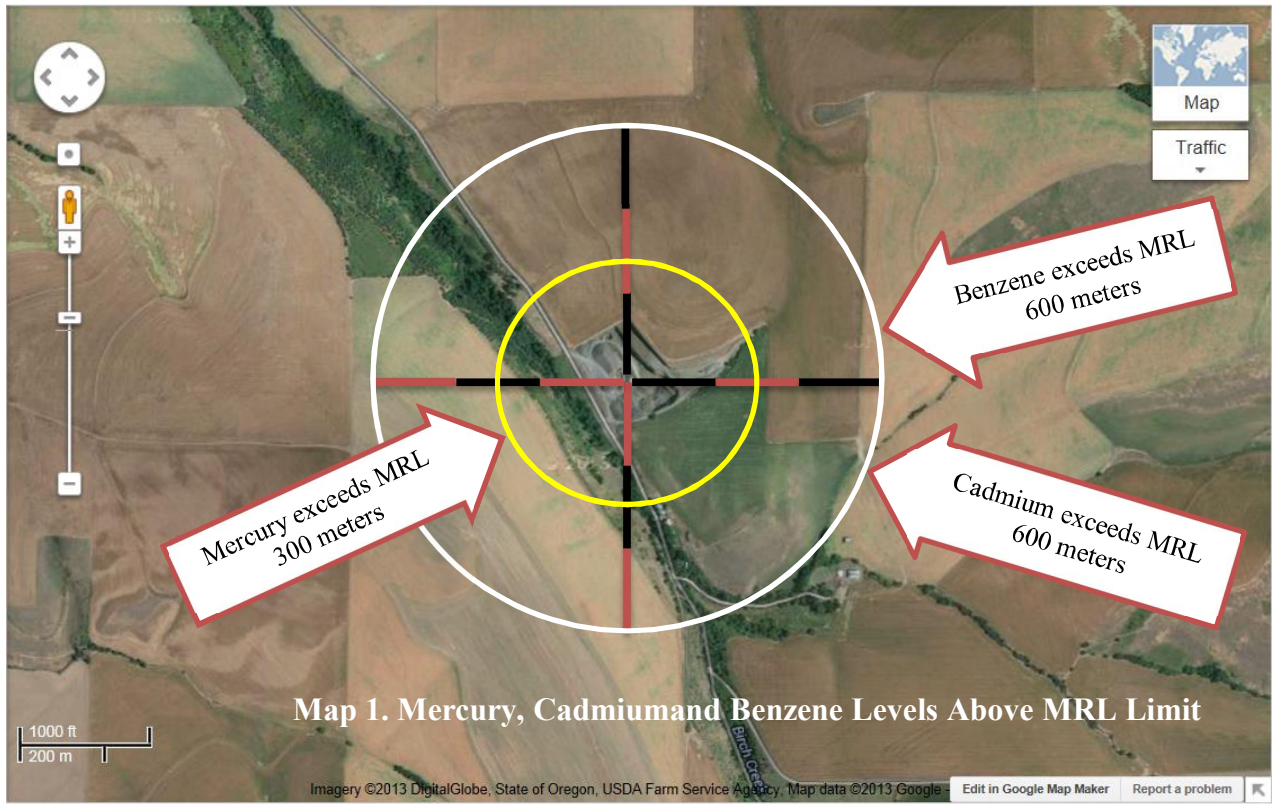 Map
Traffic
Benzene exceeds MRL
600 meters
Mercury exceeds MRL
300 meters
Cadmium exceeds MRL
600 meters
Map 1. Mercury, Cadmiumand Benzene Levels Above MRL Limit
1000 ft
200 m
Birch Creek
Imagery ©2013 DigitalGlobe, State of Oregon, USDA Farm Service Agency, Map data ©2013 Google -
Edit in Google Map Maker
Report a problem